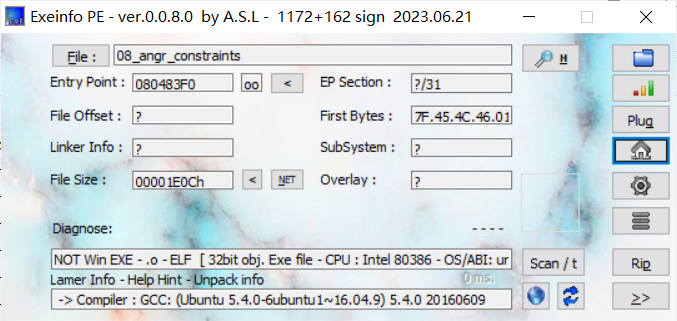 Exeinfo PE - ver.0.0.8.0 by A.S.L - 1172+162 sign 2023.06.21
File : 08_angr_constraints H
Entry Point : 080483F0 oo < EP Section : ?/31
File Offset : ? First Bytes : 7F.45.4C.46.01 Plug
Linker Info : ? SubSystem : ?
File Size : 00001E0Ch < NET Overlay : ?
Diagnose: - - - -
NOT Win EXE - .o - ELF [ 32bit obj. Exe file - CPU : Intel 80386 - OS/ABI: ur Scan / t Rip
Lamer Info - Help Hint - Unpack info 0 ms.
-> Compiler : GCC: (Ubuntu 5.4.0-6ubuntu1~16.04.9) 5.4.0 20160609 >>